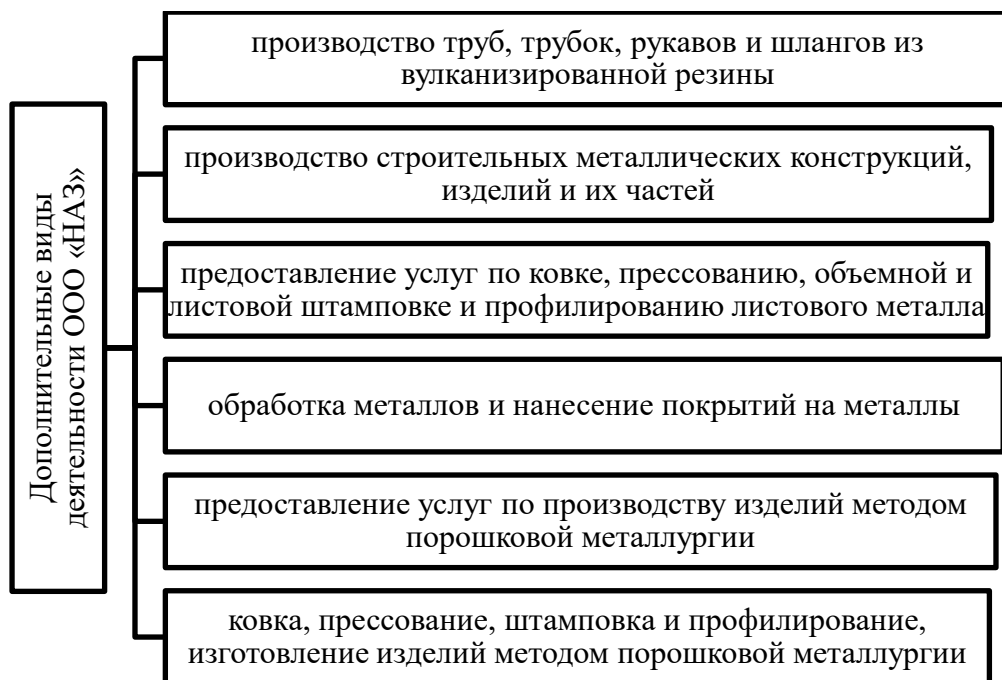 Дополнительные виды
деятельности ООО «НАЗ»
производство труб, трубок, рукавов и шлангов из
вулканизированной резины
производство строительных металлических конструкций,
изделий и их частей
предоставление услуг по ковке, прессованию, объемной и
листовой штамповке и профилированию листового металла
обработка металлов и нанесение покрытий на металлы
предоставление услуг по производству изделий методом
порошковой металлургии
ковка, прессование, штамповка и профилирование,
изготовление изделий методом порошковой металлургии